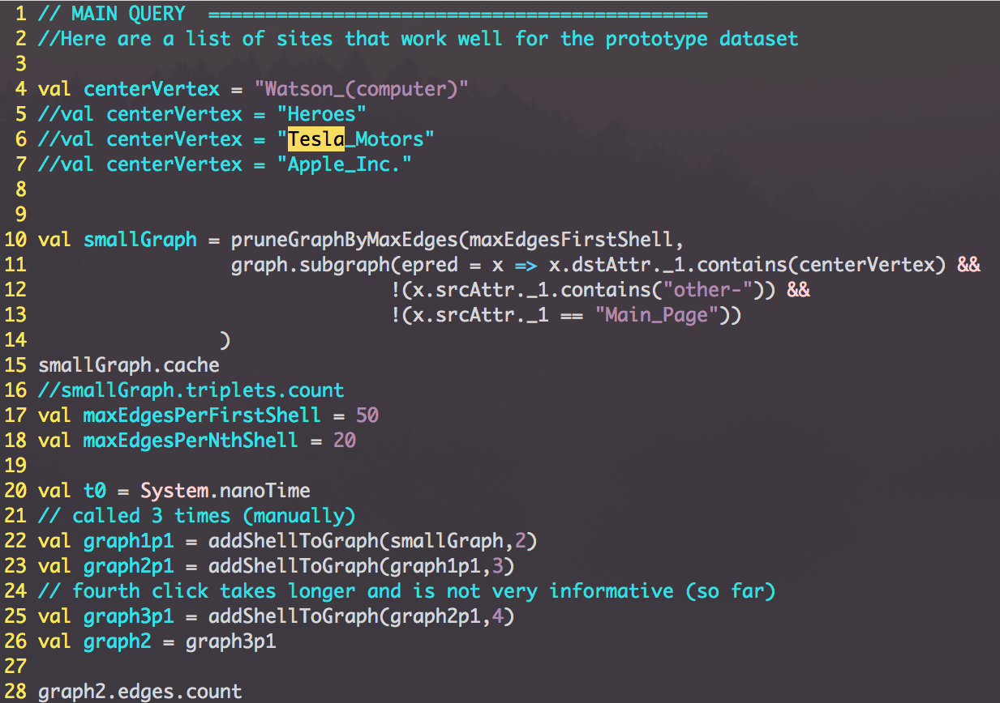 1 // MAIN QUERY ============================================
2 //Here are a list of sites that work well for the prototype dataset
3
4 val centerVertex = "Watson_(computer)"
5 //val centerVertex = "Heroes"
6 //val centerVertex = "Tesla_Motors"
7 //val centerVertex = "Apple_Inc."
8
9
10 val smallGraph = pruneGraphByMaxEdges(maxEdgesFirstShell,
11                  graph.subgraph(epred = x => x.dstAttr._1.contains(centerVertex) &&
12                                !(x.srcAttr._1.contains("other-")) &&
13                                !(x.srcAttr._1 == "Main_Page"))
14                 )
15 smallGraph.cache
16 //smallGraph.triplets.count
17 val maxEdgesPerFirstShell = 50
18 val maxEdgesPerNthShell = 20
19
20 val t0 = System.nanoTime
21 // called 3 times (manually)
22 val graph1p1 = addShellToGraph(smallGraph,2)
23 val graph2p1 = addShellToGraph(graph1p1,3)
24 // fourth click takes longer and is not very informative (so far)
25 val graph3p1 = addShellToGraph(graph2p1,4)
26 val graph2 = graph3p1
27
28 graph2.edges.count